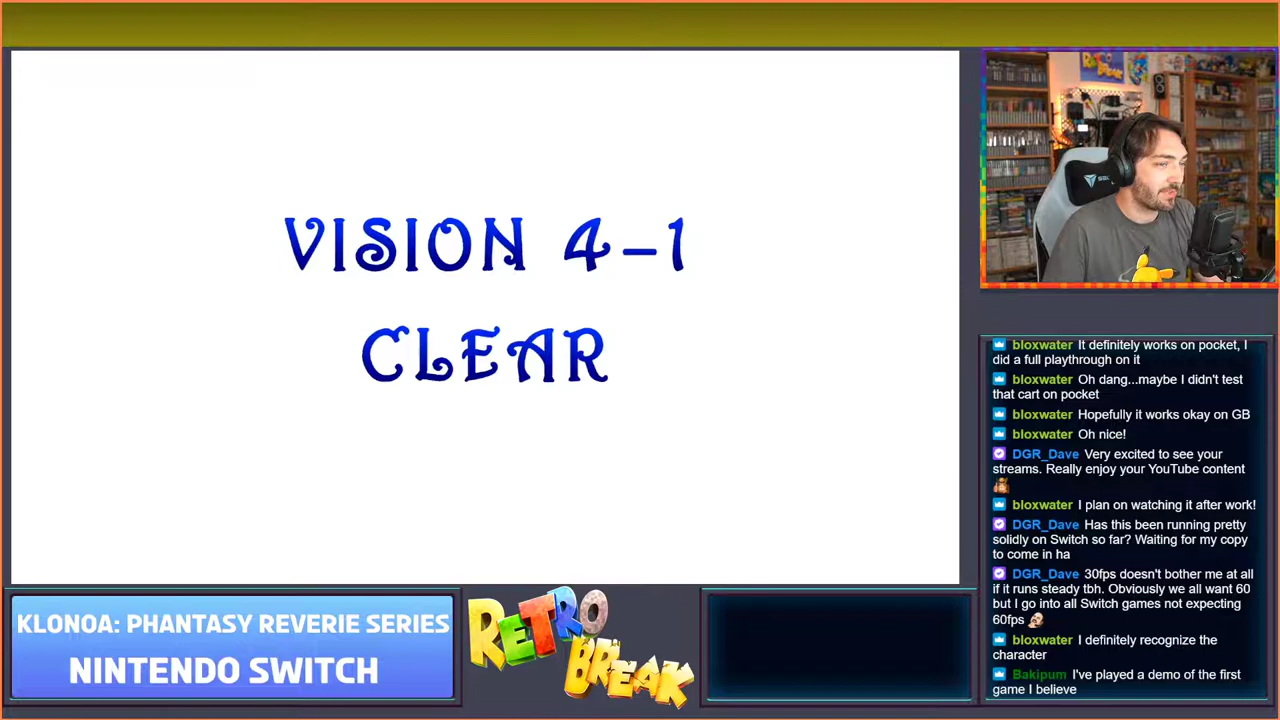 VISION 4-1
CLEAR
bloxwater It definitely works on pocket, I
did a full playthrough on it
bloxwater Oh dang...maybe I didn't test
that cart on pocket
bloxwater Hopefully it works okay on GB
bloxwater Oh nice!
DGR_Dave Very excited to see your
streams. Really enjoy your YouTube content
bloxwater I plan on watching it after work!
DGR_Dave Has this been running pretty
solidly on Switch so far? Waiting for my copy
to come in ha
DGR_Dave 30fps doesn't bother me at all
if it runs steady tbh. Obviously we all want 60
but I go into all Switch games not expecting
60fps
bloxwater I definitely recognize the
character
Bakipum I've played a demo of the first
game I believe
KLONOA: PHANTASY REVERIE SERIES
NINTENDO SWITCH
RETRO
BREAK